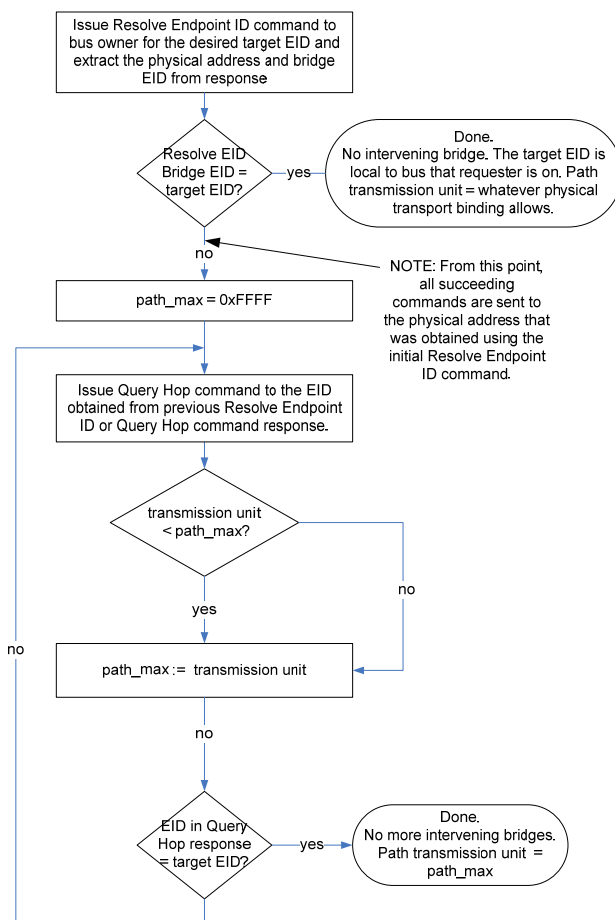 Issue Resolve Endpoint ID command to
bus owner for the desired target EID and
extract the physical address and bridge
EID from response
Resolve EID
Bridge EID =
target EID?
yes
Done.
No intervening bridge. The target EID is
local to bus that requester is on. Path
transmission unit = whatever physical
transport binding allows.
no
NOTE: From this point,
all succeeding
commands are sent to
the physical address that
was obtained using the
initial Resolve Endpoint
ID command.
path_max = 0xFFFF
Issue Query Hop command to the EID
obtained from previous Resolve Endpoint
ID or Query Hop command response.
transmission unit
< path_max?
no
yes
no
path_max := transmission unit
no
EID in Query
Hop response
= target EID?
yes
Done.
No more intervening bridges.
Path transmission unit =
path_max